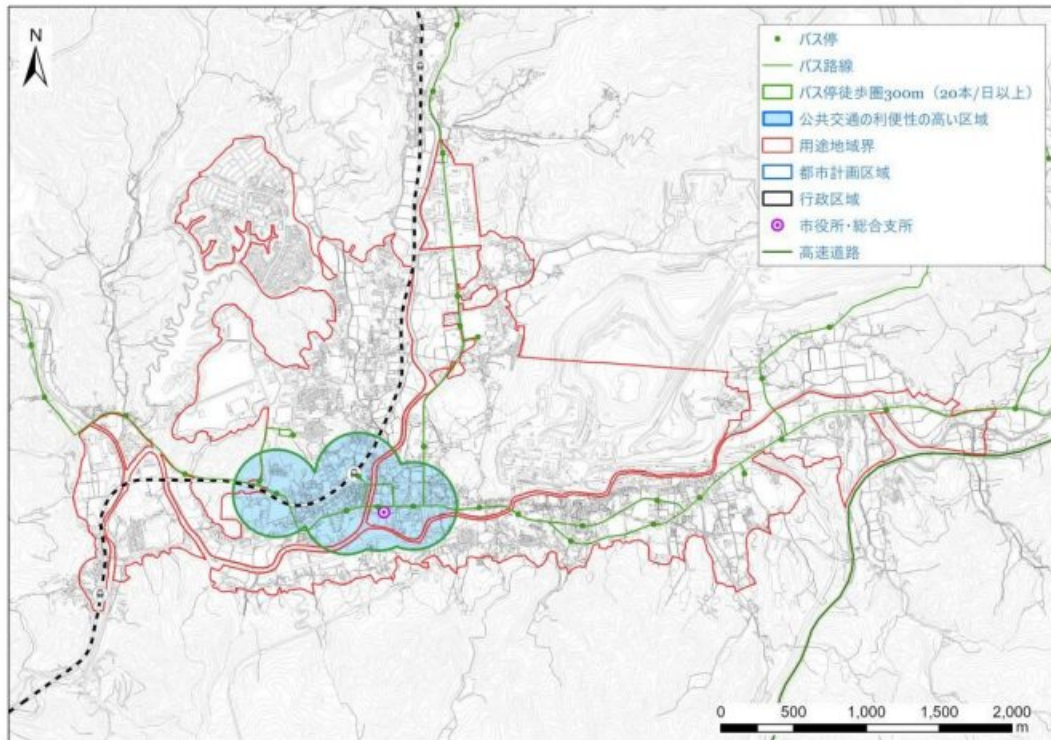 N
バス停
バス路線
バス停徒歩圏300m（20本/日以上）
公共交通の利便性の高い区域
用途地域界
都市計画区域
行政区域
市役所・総合支所
高速道路
0 500 1,000 1,500 2,000
m